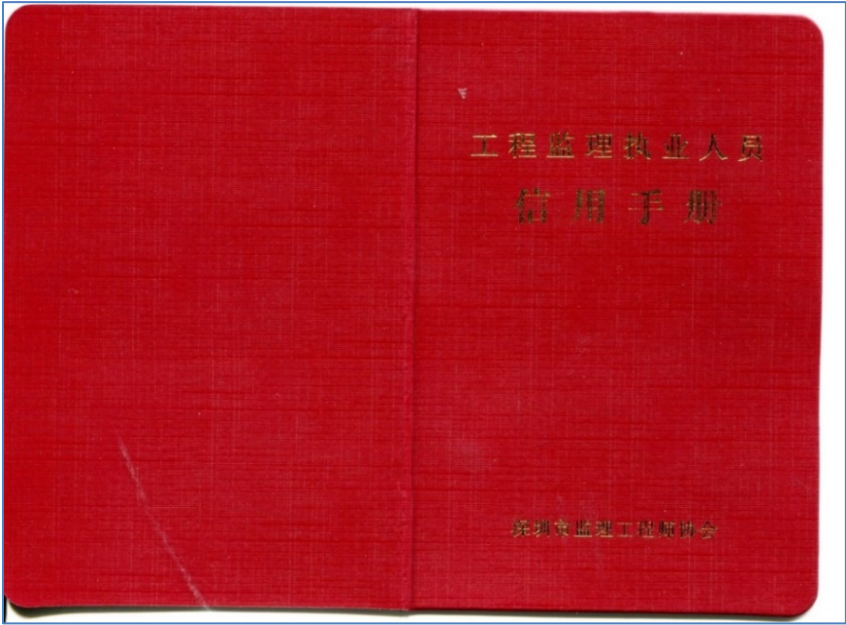 工程监理执业人员
信用手册
深圳市监理工程师协会